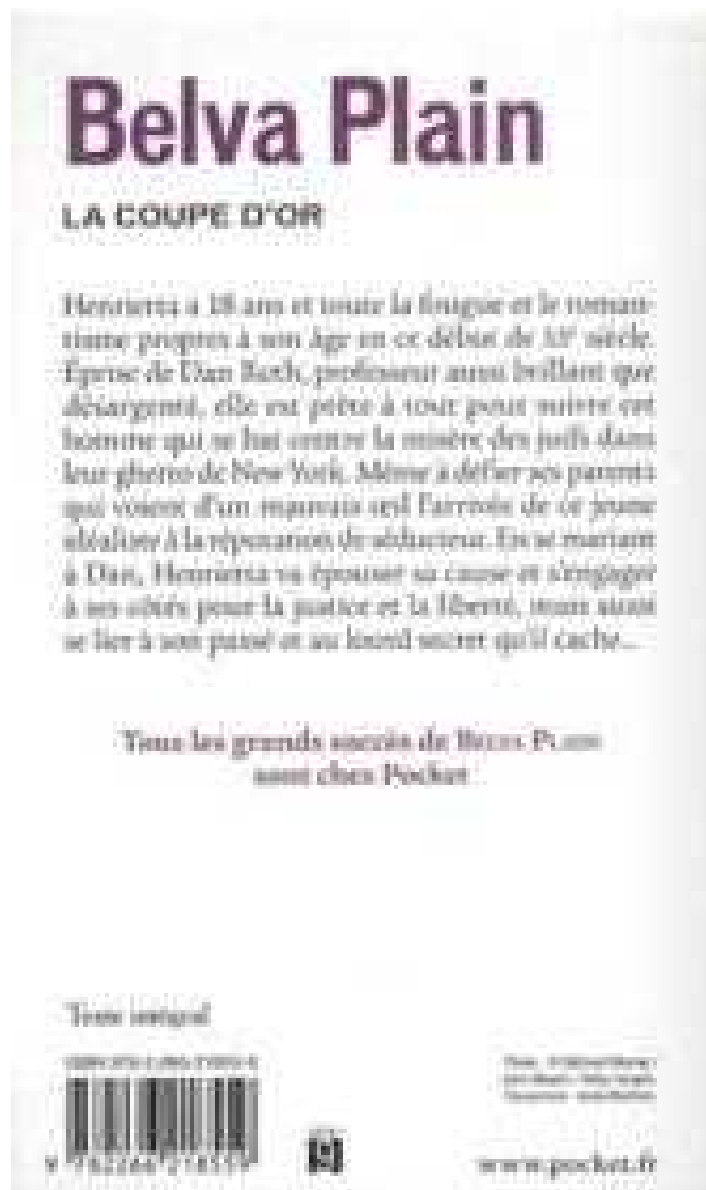 Belva Plain
LA COUPE D'OR
Henrietta a 18 ans et toute la fougue et le roman-
tisme propres à son âge en ce début de XXe siècle.
Éprise de Dan Roth, professeur aussi brillant que
désargenté, elle est prête à tout pour suivre cet
homme qui se bat contre la misère des juifs dans
leur ghetto de New York. Même à défier ses parents
qui voient d'un mauvais œil l'arrivée de ce jeune
idéaliste à la réputation de séducteur. En se mariant
à Dan, Henrietta va épouser sa cause et s'engager
à ses côtés pour la justice et la liberté, mais aussi
se lier à son passé et au lourd secret qu'il cache...
Tous les grands succès de BELVA PLAIN
sont chez Pocket
Texte intégral
www.pocket.fr